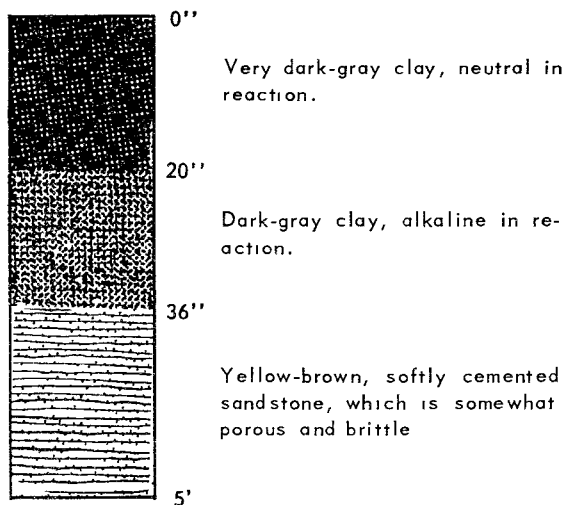 0''
Very dark-gray clay, neutral in
reaction.
20''
Dark-gray clay, alkaline in re-
action.
36''
Yellow-brown, softly cemented
sandstone, which is somewhat
porous and brittle
5'